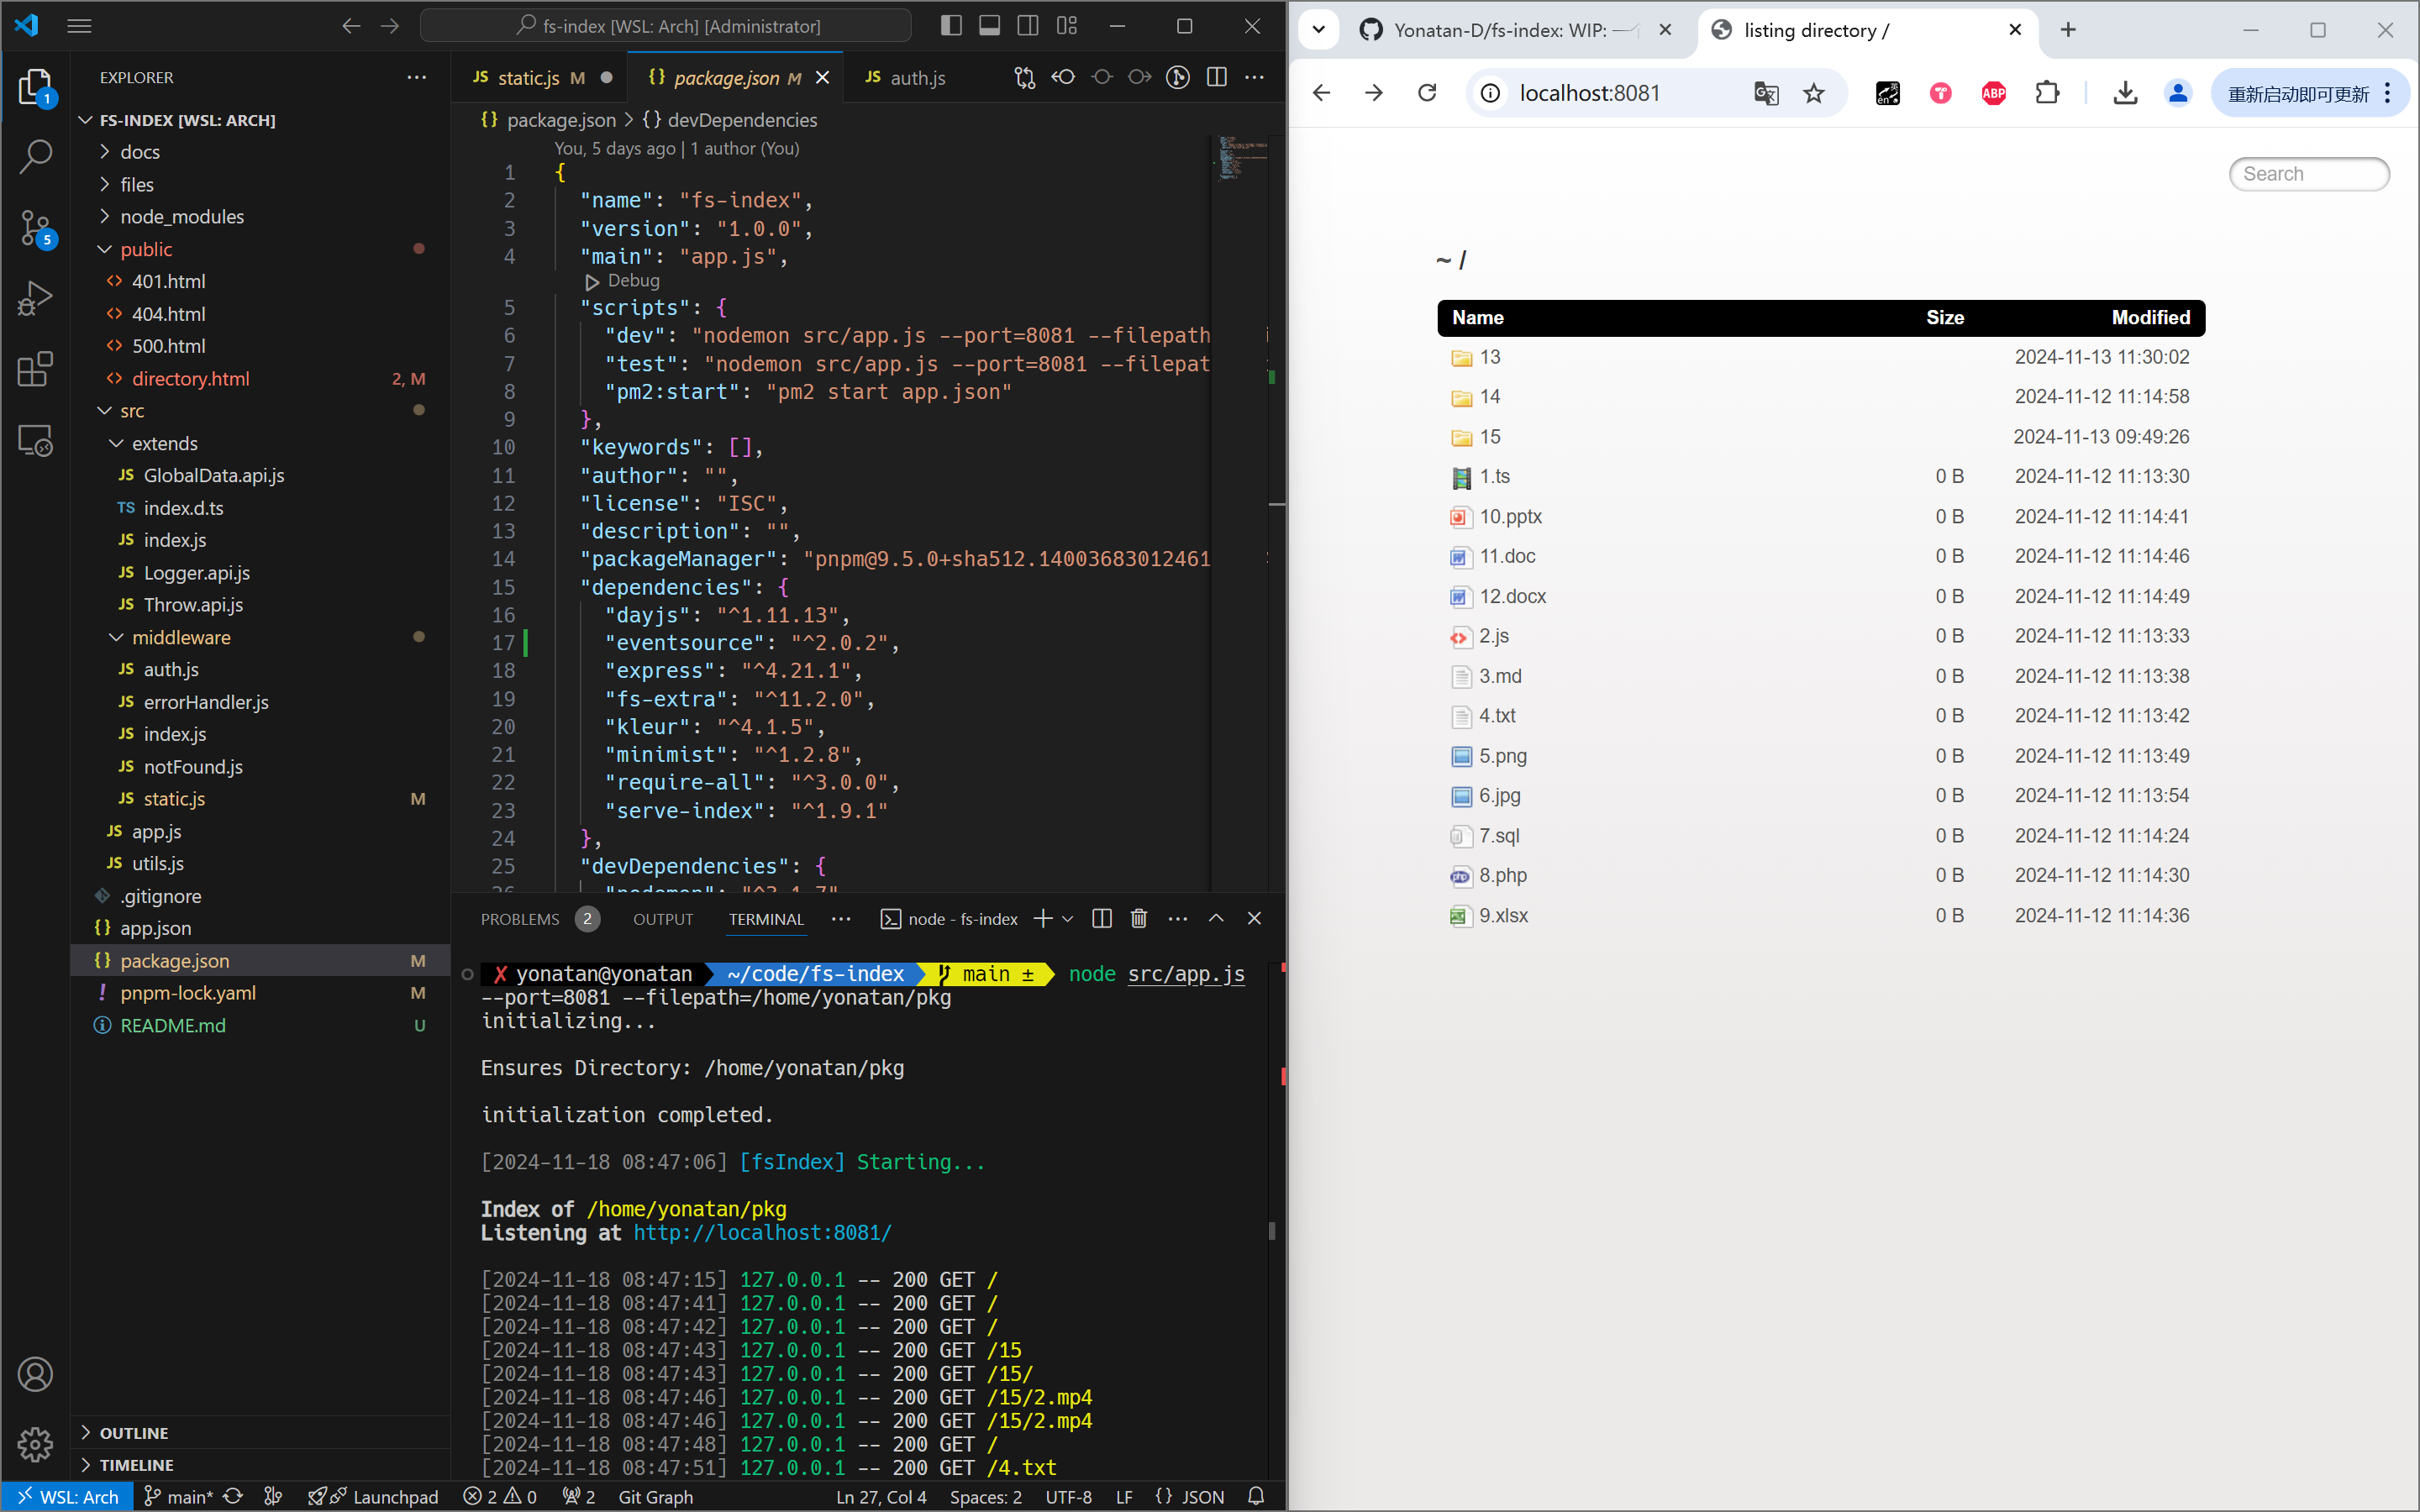 fs-index [WSL: Arch] [Administrator]
EXPLORER
1
5
FS-INDEX [WSL: ARCH]
docs
files
node_modules
public
401.html
404.html
500.html
directory.html 2, M
src
extends
JS GlobalData.api.js
TS index.d.ts
JS index.js
JS Logger.api.js
JS Throw.api.js
middleware
JS auth.js
JS errorHandler.js
JS index.js
JS notFound.js
JS static.js M
JS app.js
JS utils.js
.gitignore
{} app.json
{} package.json M
! pnpm-lock.yaml M
README.md U
OUTLINE
TIMELINE
JS static.js M
{} package.json M
JS auth.js
{} package.json > {} devDependencies
You, 5 days ago | 1 author (You)
1 {
2 "name": "fs-index",
3 "version": "1.0.0",
4 "main": "app.js",
Debug
5 "scripts": {
6 "dev": "nodemon src/app.js --port=8081 --filepath
7 "test": "nodemon src/app.js --port=8081 --filepat
8 "pm2:start": "pm2 start app.json"
9 },
10 "keywords": [],
11 "author": "",
12 "license": "ISC",
13 "description": "",
14 "packageManager": "pnpm@9.5.0+sha512.14003683012461
15 "dependencies": {
16 "dayjs": "^1.11.13",
17 "eventsource": "^2.0.2",
18 "express": "^4.21.1",
19 "fs-extra": "^11.2.0",
20 "kleur": "^4.1.5",
21 "minimist": "^1.2.8",
22 "require-all": "^3.0.0",
23 "serve-index": "^1.9.1"
24 },
25 "devDependencies": {
PROBLEMS 2 OUTPUT TERMINAL node - fs-index
✗ yonatan@yonatan ~/code/fs-index main ± node src/app.js
--port=8081 --filepath=/home/yonatan/pkg
initializing...
Ensures Directory: /home/yonatan/pkg
initialization completed.
[2024-11-18 08:47:06] [fsIndex] Starting...
Index of /home/yonatan/pkg
Listening at http://localhost:8081/
[2024-11-18 08:47:15] 127.0.0.1 -- 200 GET /
[2024-11-18 08:47:41] 127.0.0.1 -- 200 GET /
[2024-11-18 08:47:42] 127.0.0.1 -- 200 GET /
[2024-11-18 08:47:43] 127.0.0.1 -- 200 GET /15
[2024-11-18 08:47:43] 127.0.0.1 -- 200 GET /15/
[2024-11-18 08:47:46] 127.0.0.1 -- 200 GET /15/2.mp4
[2024-11-18 08:47:46] 127.0.0.1 -- 200 GET /15/2.mp4
[2024-11-18 08:47:48] 127.0.0.1 -- 200 GET /
[2024-11-18 08:47:51] 127.0.0.1 -- 200 GET /4.txt
WSL: Arch main* Launchpad 2 0 2 Git Graph Ln 27, Col 4 Spaces: 2 UTF-8 LF {} JSON
Yonatan-D/fs-index: WIP: 一个
listing directory /
localhost:8081
en
英
ABP
重新启动即可更新
Search
~ /
Name Size Modified
13 2024-11-13 11:30:02
14 2024-11-12 11:14:58
15 2024-11-13 09:49:26
1.ts 0 B 2024-11-12 11:13:30
10.pptx 0 B 2024-11-12 11:14:41
11.doc 0 B 2024-11-12 11:14:46
12.docx 0 B 2024-11-12 11:14:49
2.js 0 B 2024-11-12 11:13:33
3.md 0 B 2024-11-12 11:13:38
4.txt 0 B 2024-11-12 11:13:42
5.png 0 B 2024-11-12 11:13:49
6.jpg 0 B 2024-11-12 11:13:54
7.sql 0 B 2024-11-12 11:14:24
8.php 0 B 2024-11-12 11:14:30
9.xlsx 0 B 2024-11-12 11:14:36